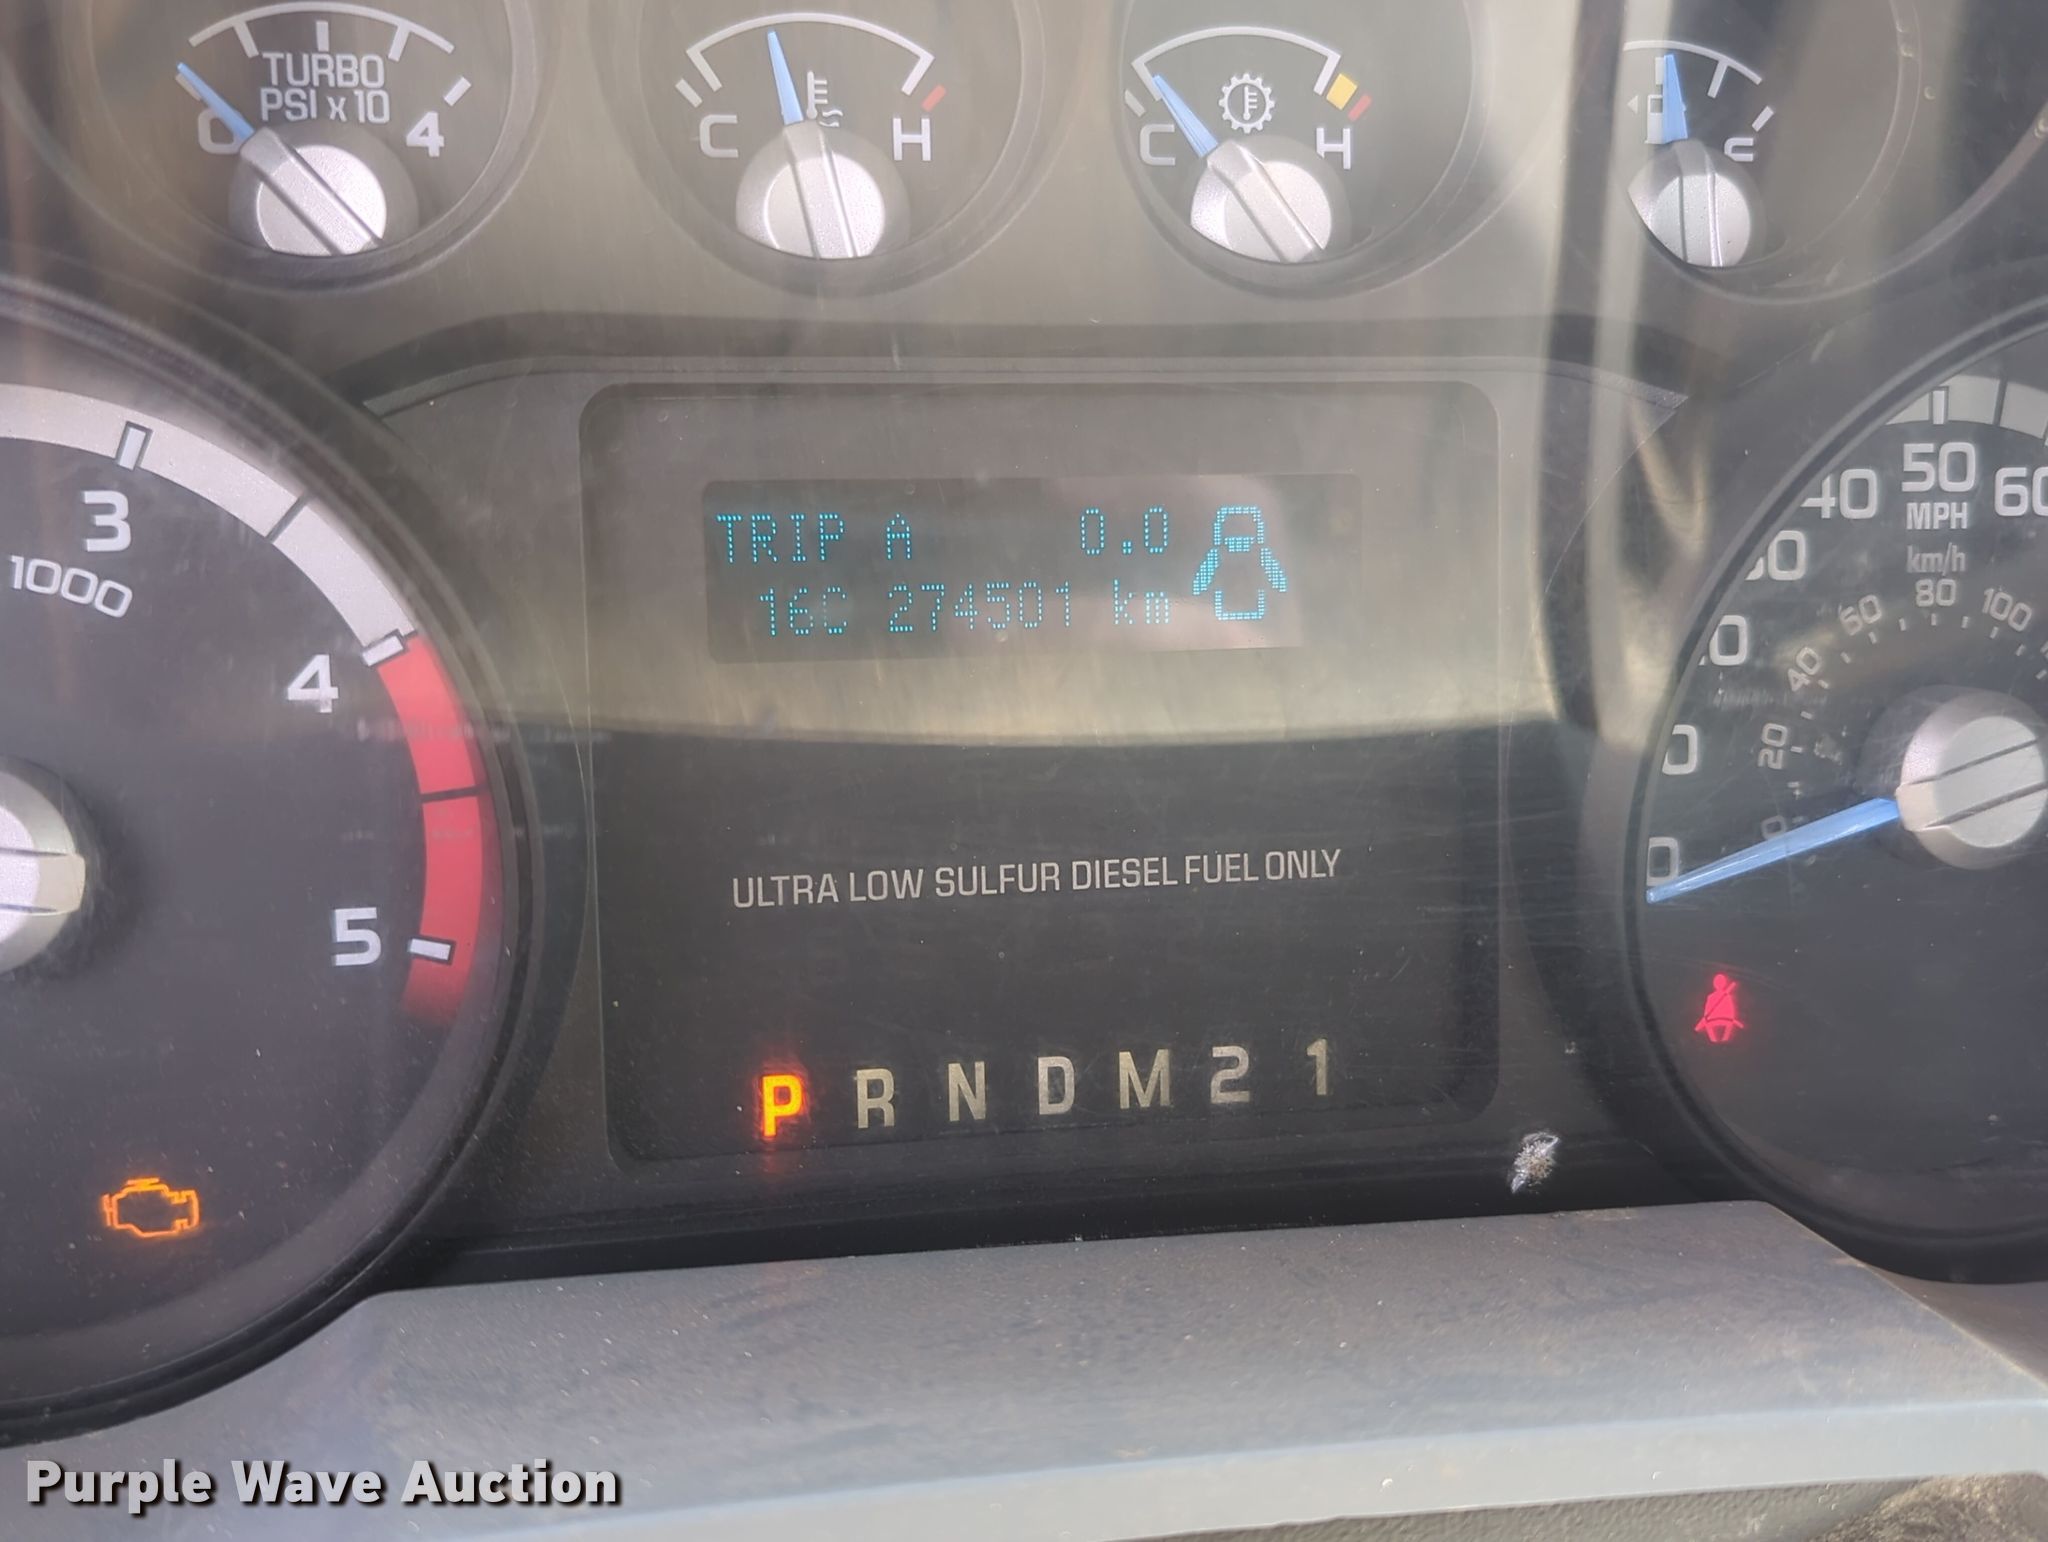 TURBO
PSI x 10
0 4
C H
C H
3
1000
4
5
TRIP A 0.0
16C 274501 km
ULTRA LOW SULFUR DIESEL FUEL ONLY
P R N D M 2 1
40 50 60
MPH
km/h
20 40 60 80 100
0
Purple Wave Auction